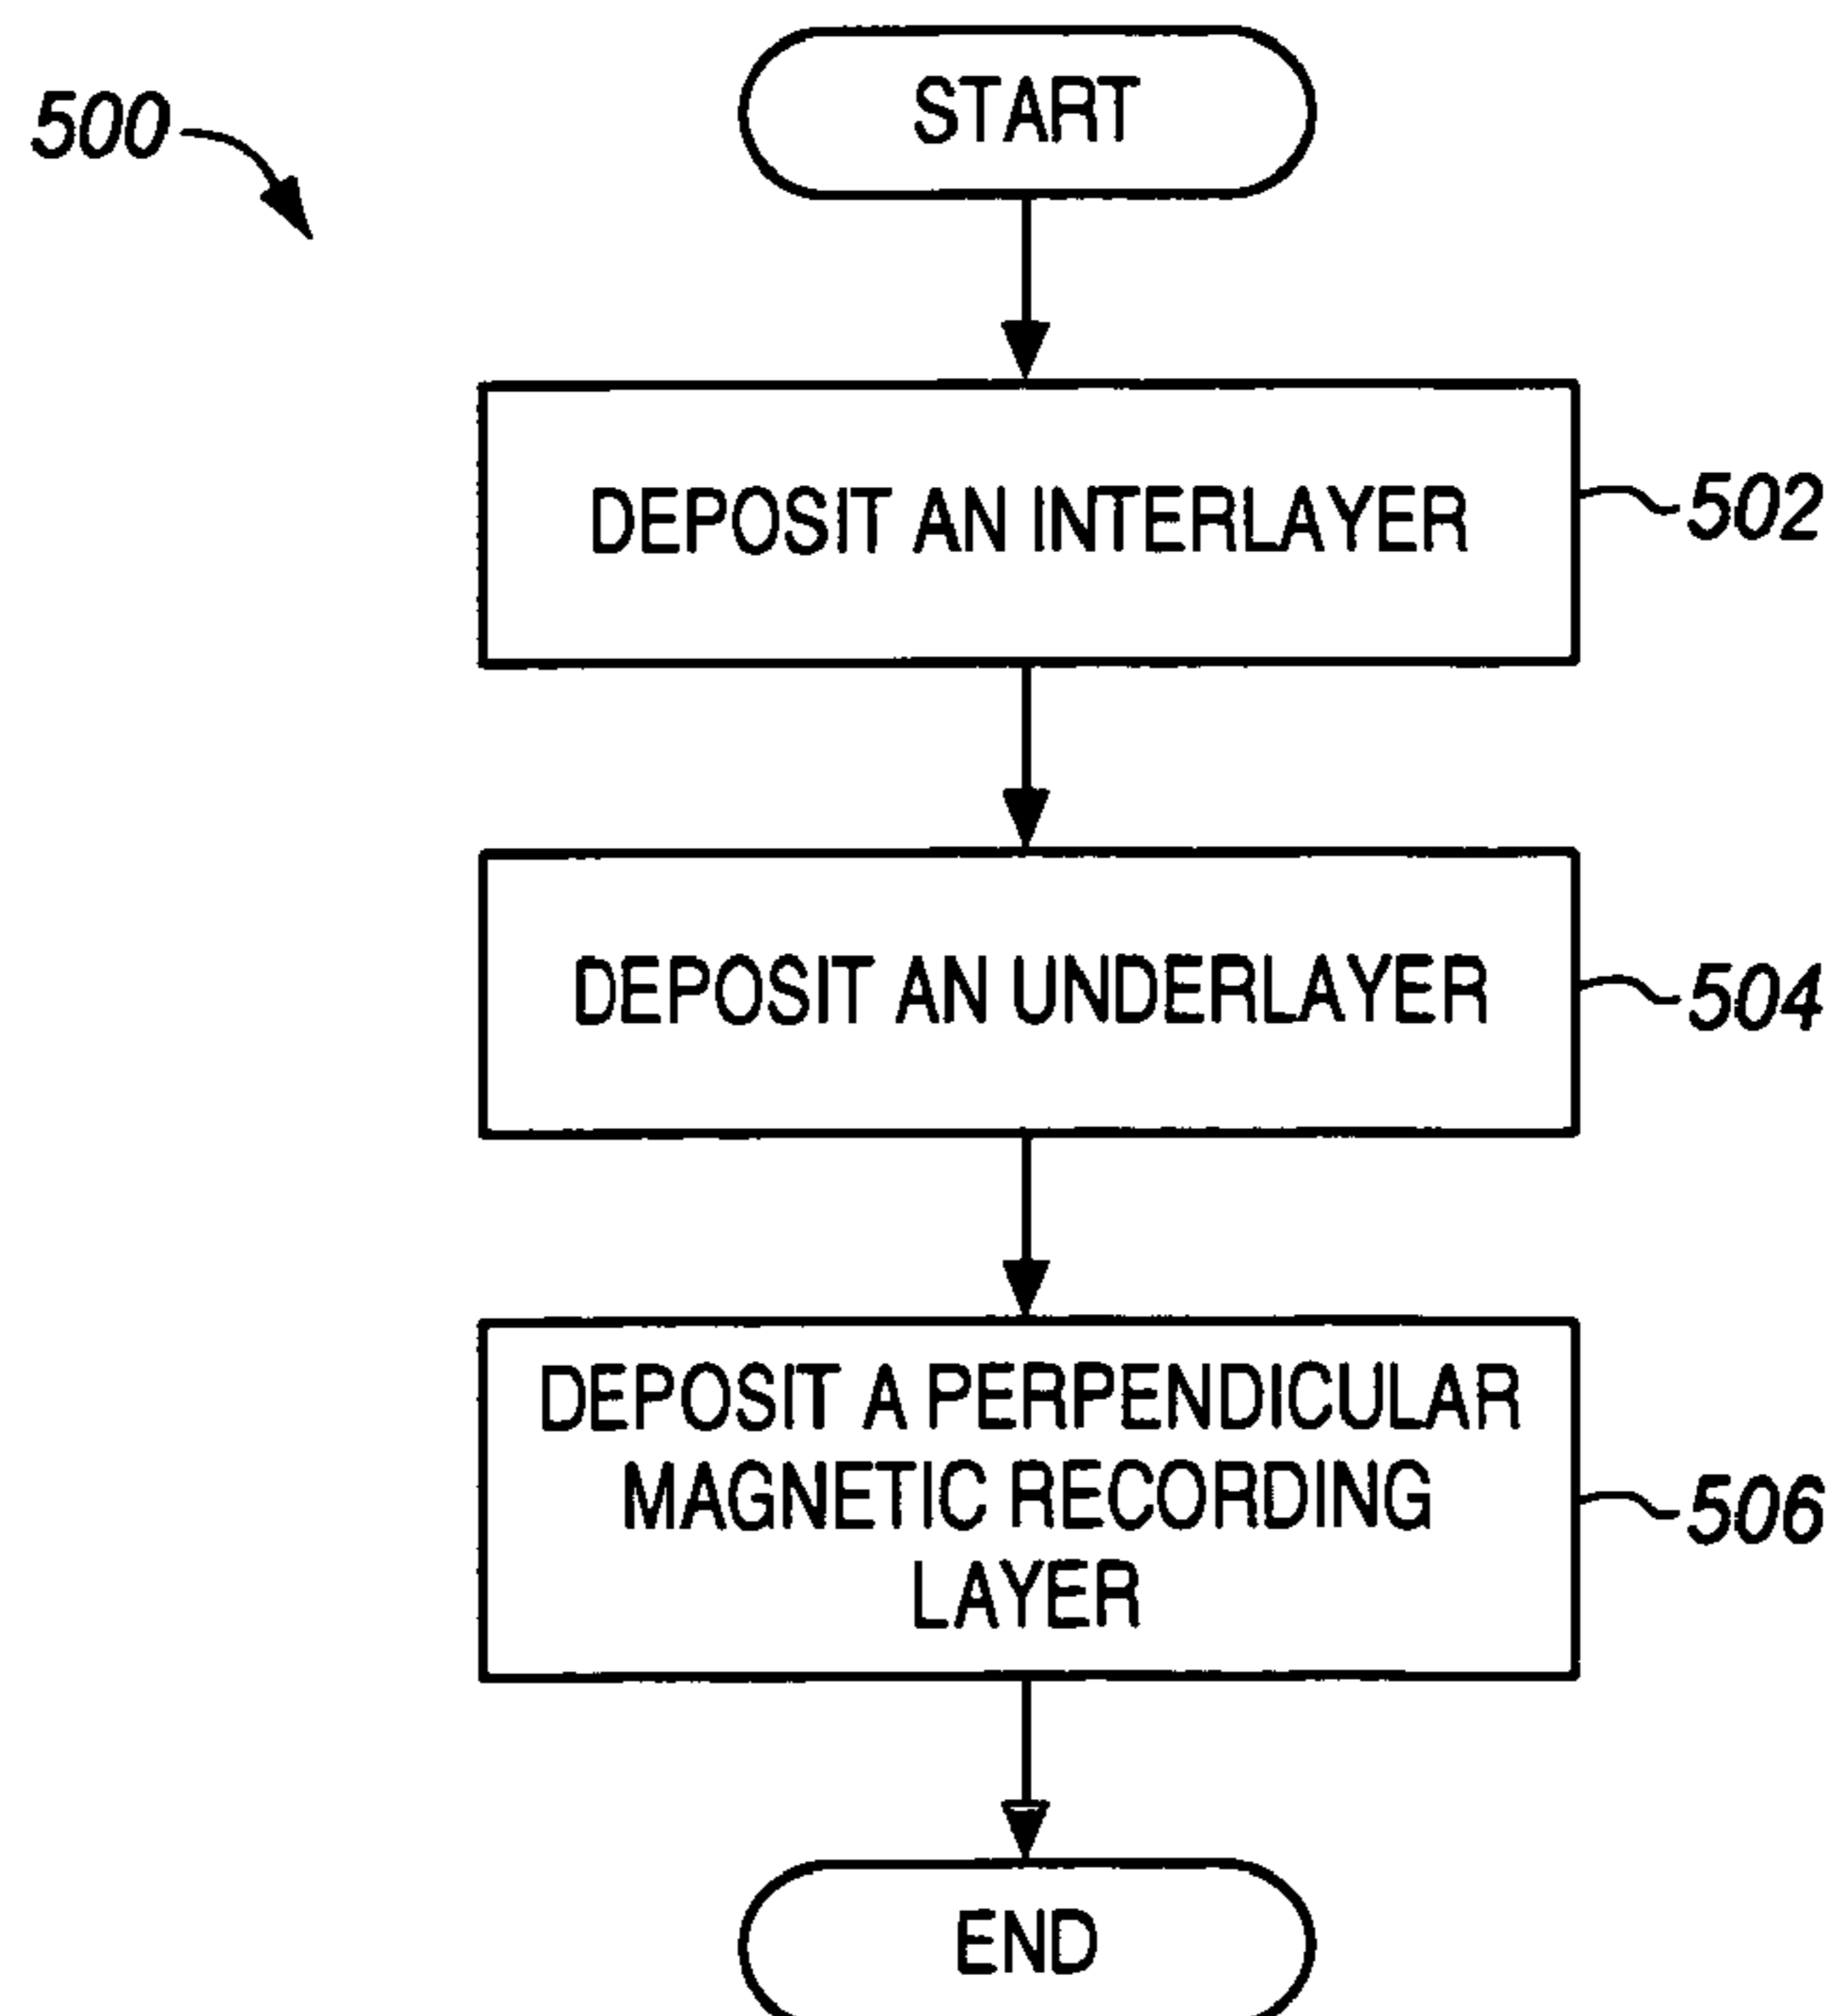 500
START
DEPOSIT AN INTERLAYER
502
DEPOSIT AN UNDERLAYER
504
DEPOSIT A PERPENDICULAR
MAGNETIC RECORDING
LAYER
506
END